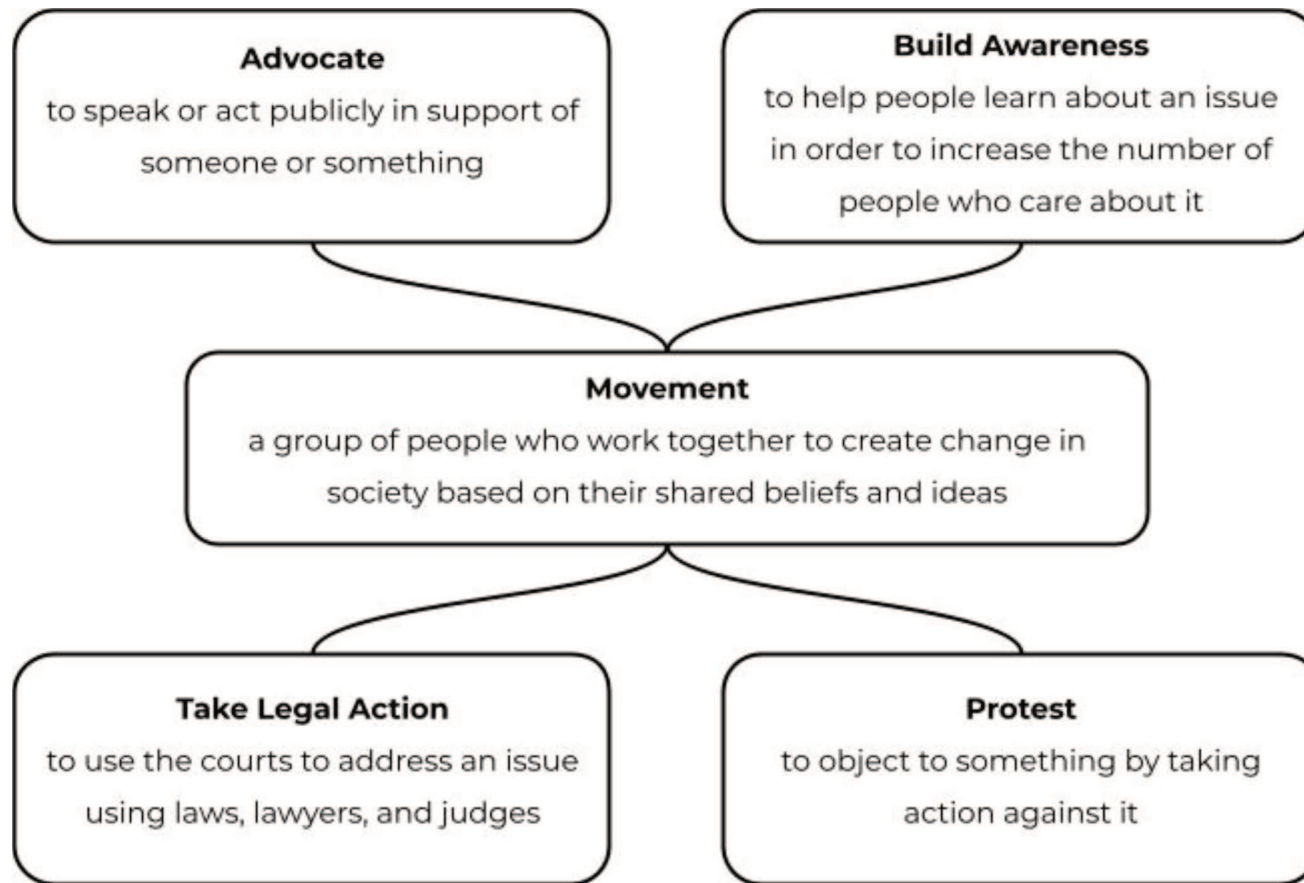 Advocate
to speak or act publicly in support of
someone or something
Build Awareness
to help people learn about an issue
in order to increase the number of
people who care about it
Movement
a group of people who work together to create change in
society based on their shared beliefs and ideas
Take Legal Action
to use the courts to address an issue
using laws, lawyers, and judges
Protest
to object to something by taking
action against it